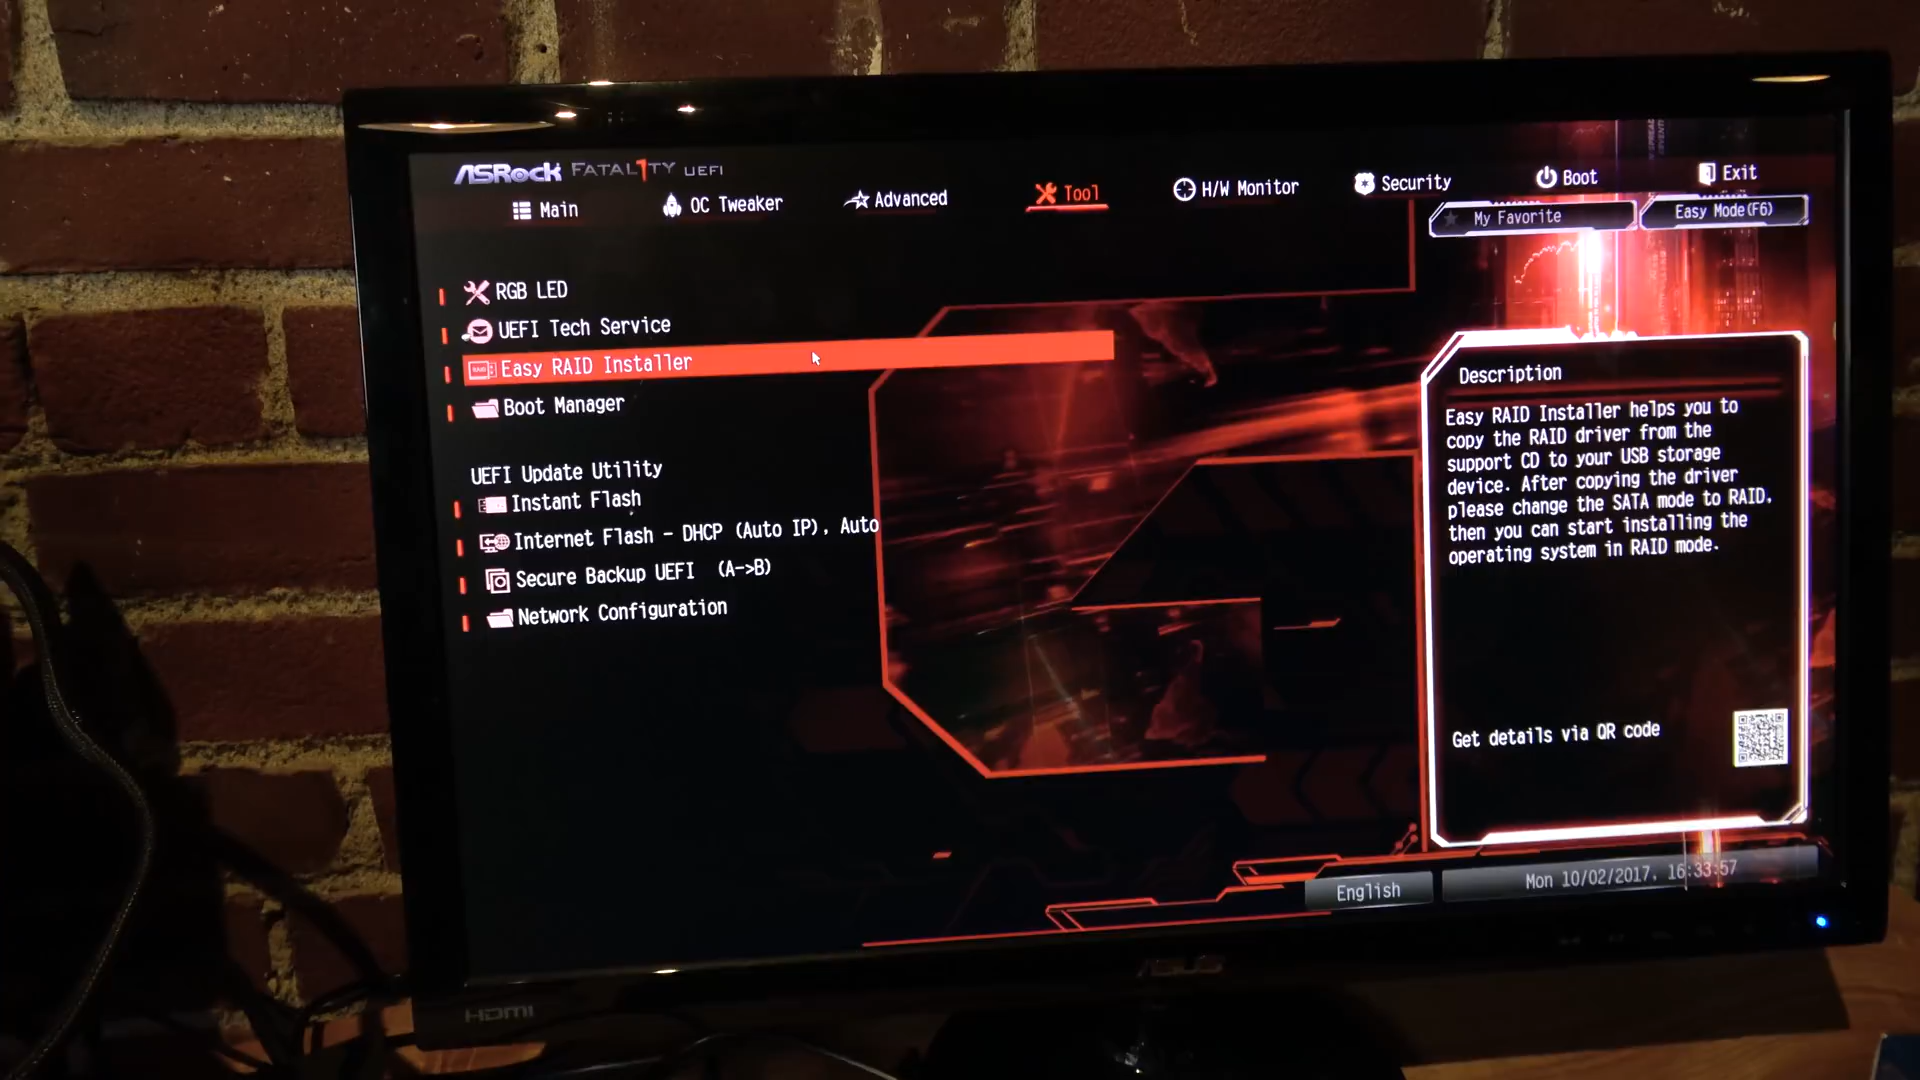 ASRock FATAL1TY UEFI
Main
OC Tweaker
Advanced
Tool
H/W Monitor
Security
Boot
Exit
My Favorite
Easy Mode(F6)
RGB LED
UEFI Tech Service
Easy RAID Installer
Boot Manager
UEFI Update Utility
Instant Flash
Internet Flash - DHCP (Auto IP), Auto
Secure Backup UEFI (A->B)
Network Configuration
Description
Easy RAID Installer helps you to
copy the RAID driver from the
support CD to your USB storage
device. After copying the driver
please change the SATA mode to RAID,
then you can start installing the
operating system in RAID mode.
Get details via QR code
English
Mon 10/02/2017, 16:33:57
ASUS
HDMI